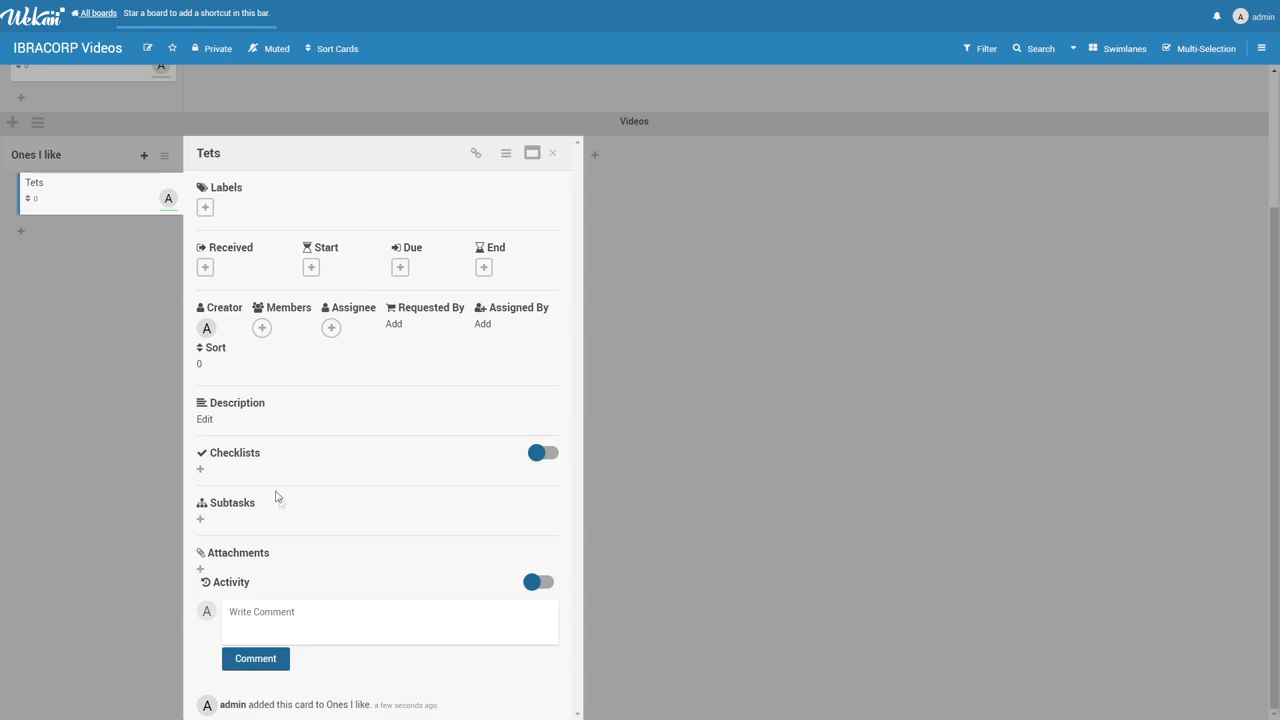 Wekan All boards Star a board to add a shortcut in this bar. A admin
IBRACORP Videos Private Muted Sort Cards Filter Search Swimlanes Multi-Selection
0 A
Videos
Ones I like
Tets
0 A
Tets
Labels
Received Start Due End
Creator Members Assignee Requested By Assigned By
A Add Add
Sort
0
Description
Edit
Checklists
Subtasks
Attachments
Activity
A Write Comment
Comment
A admin added this card to Ones I like. a few seconds ago